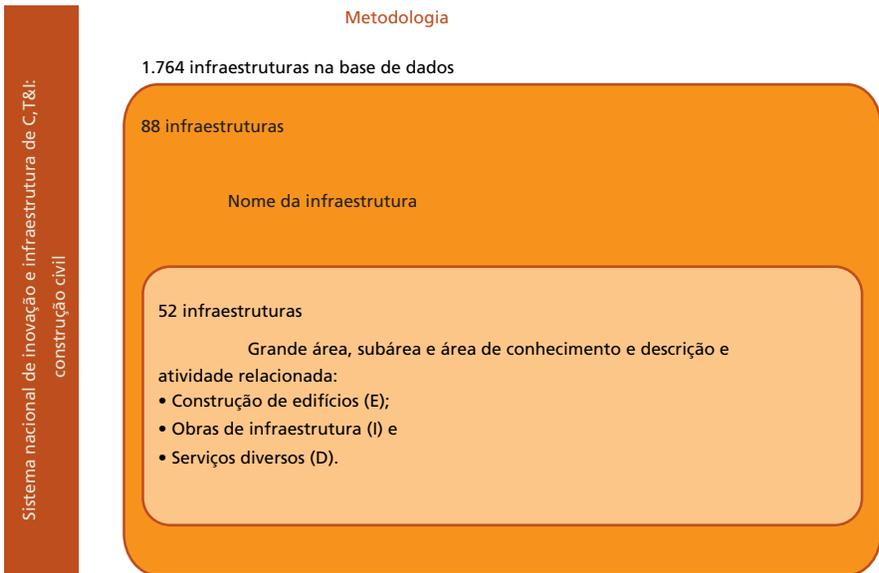 Metodologia
Sistema nacional de inovação e infraestrutura de C,T&I:
construção civil
1.764 infraestruturas na base de dados
88 infraestruturas
Nome da infraestrutura
52 infraestruturas
Grande área, subárea e área de conhecimento e descrição e
atividade relacionada:
• Construção de edifícios (E);
• Obras de infraestrutura (I) e
• Serviços diversos (D).